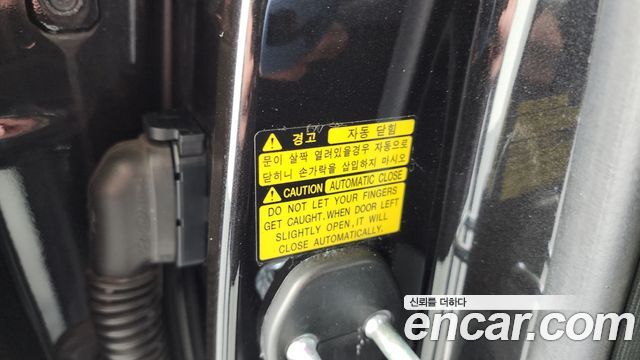 경고 자동 닫힘
문이 살짝 열려있을경우 자동으로
닫히니 손가락을 삽입하지 마시오
CAUTION AUTOMATIC CLOSE
DO NOT LET YOUR FINGERS
GET CAUGHT. WHEN DOOR LEFT
SLIGHTLY OPEN, IT WILL
CLOSE AUTOMATICALLY.
신뢰를 더하다
encar.com